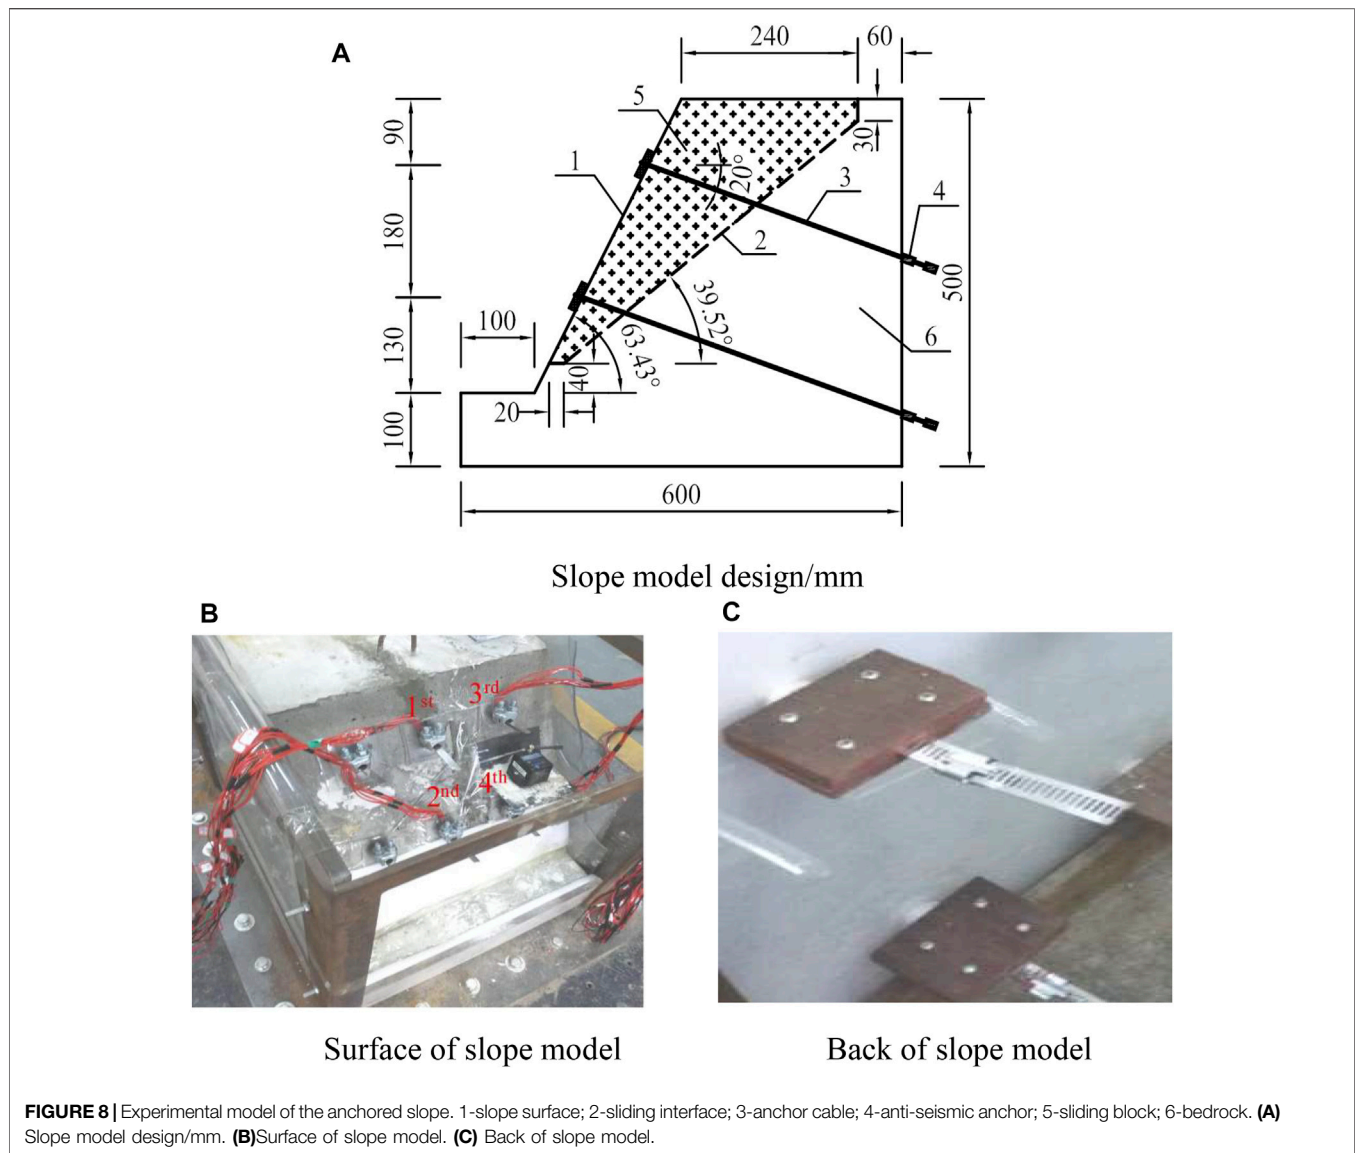 A
240
60
5
90
30
1
20°
3
4
180
2
500
39.52°
100
63.43°
6
130
40
20
100
600
Slope model design/mm
B
C
1st
3rd
2nd
4th
Surface of slope model
Back of slope model
FIGURE 8 | Experimental model of the anchored slope. 1-slope surface; 2-sliding interface; 3-anchor cable; 4-anti-seismic anchor; 5-sliding block; 6-bedrock. (A)
Slope model design/mm. (B)Surface of slope model. (C) Back of slope model.